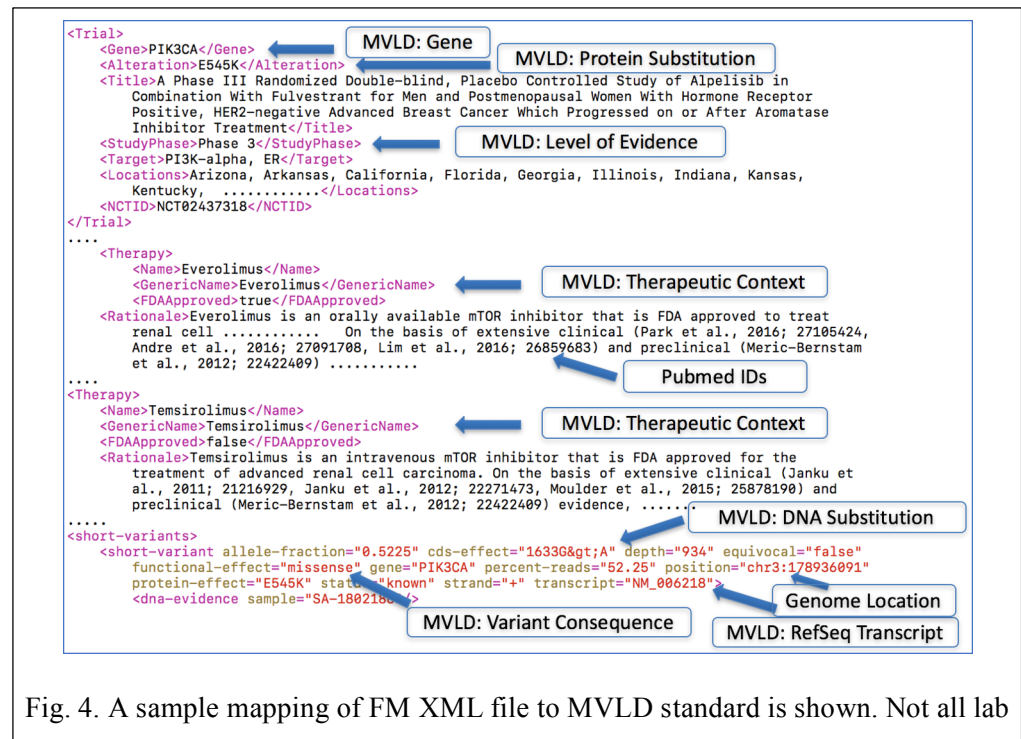 <Trial>
<Gene>PIK3CA</Gene>
MVLD: Gene
<Alteration>E545K</Alteration>
MVLD: Protein Substitution
<Title>A Phase III Randomized Double-blind, Placebo Controlled Study of Alpelisib in
Combination With Fulvestrant for Men and Postmenopausal Women With Hormone Receptor
Positive, HER2-negative Advanced Breast Cancer Which Progressed on or After Aromatase
Inhibitor Treatment</Title>
<StudyPhase>Phase 3</StudyPhase>
MVLD: Level of Evidence
<Target>PI3K-alpha, ER</Target>
<Locations>Arizona, Arkansas, California, Florida, Georgia, Illinois, Indiana, Kansas,
Kentucky, ............</Locations>
<NCTID>NCT02437318</NCTID>
</Trial>
....
<Therapy>
<Name>Everolimus</Name>
<GenericName>Everolimus</GenericName>
MVLD: Therapeutic Context
<FDAApproved>true</FDAApproved>
<Rationale>Everolimus is an orally available mTOR inhibitor that is FDA approved to treat
renal cell ............ On the basis of extensive clinical (Park et al., 2016; 27105424,
Andre et al., 2016; 27091708, Lim et al., 2016; 26859683) and preclinical (Meric-Bernstam
et al., 2012; 22422409) ...........
Pubmed IDs
....
<Therapy>
<Name>Temsirolimus</Name>
<GenericName>Temsirolimus</GenericName>
MVLD: Therapeutic Context
<FDAApproved>false</FDAApproved>
<Rationale>Temsirolimus is an intravenous mTOR inhibitor that is FDA approved for the
treatment of advanced renal cell carcinoma. On the basis of extensive clinical (Janku et
al., 2011; 21216929, Janku et al., 2012; 22271473, Moulder et al., 2015; 25878190) and
preclinical (Meric-Bernstam et al., 2012; 22422409) evidence, .......
.....
MVLD: DNA Substitution
<short-variants>
<short-variant allele-fraction="0.5225" cds-effect="1633G&gt;A" depth="934" equivocal="false"
functional-effect="missense" gene="PIK3CA" percent-reads="52.25" position="chr3:178936091"
protein-effect="E545K" ="known" strand="+" transcript="NM_006218">
<dna-evidence
Genome Location
MVLD: Variant Consequence
MVLD: RefSeq Transcript
Fig. 4. A sample mapping of FM XML file to MVLD standard is shown. Not all lab